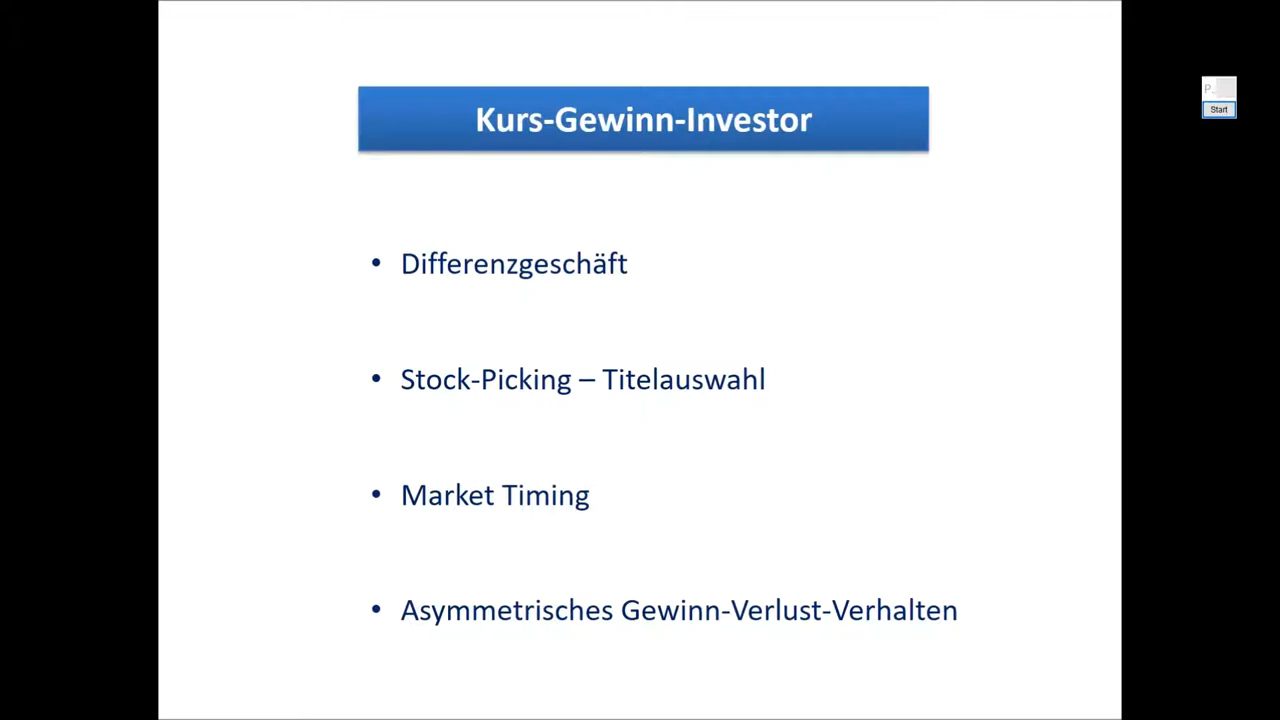 Kurs-Gewinn-Investor
P.
Start
• Differenzgeschäft
• Stock-Picking – Titelauswahl
• Market Timing
• Asymmetrisches Gewinn-Verlust-Verhalten